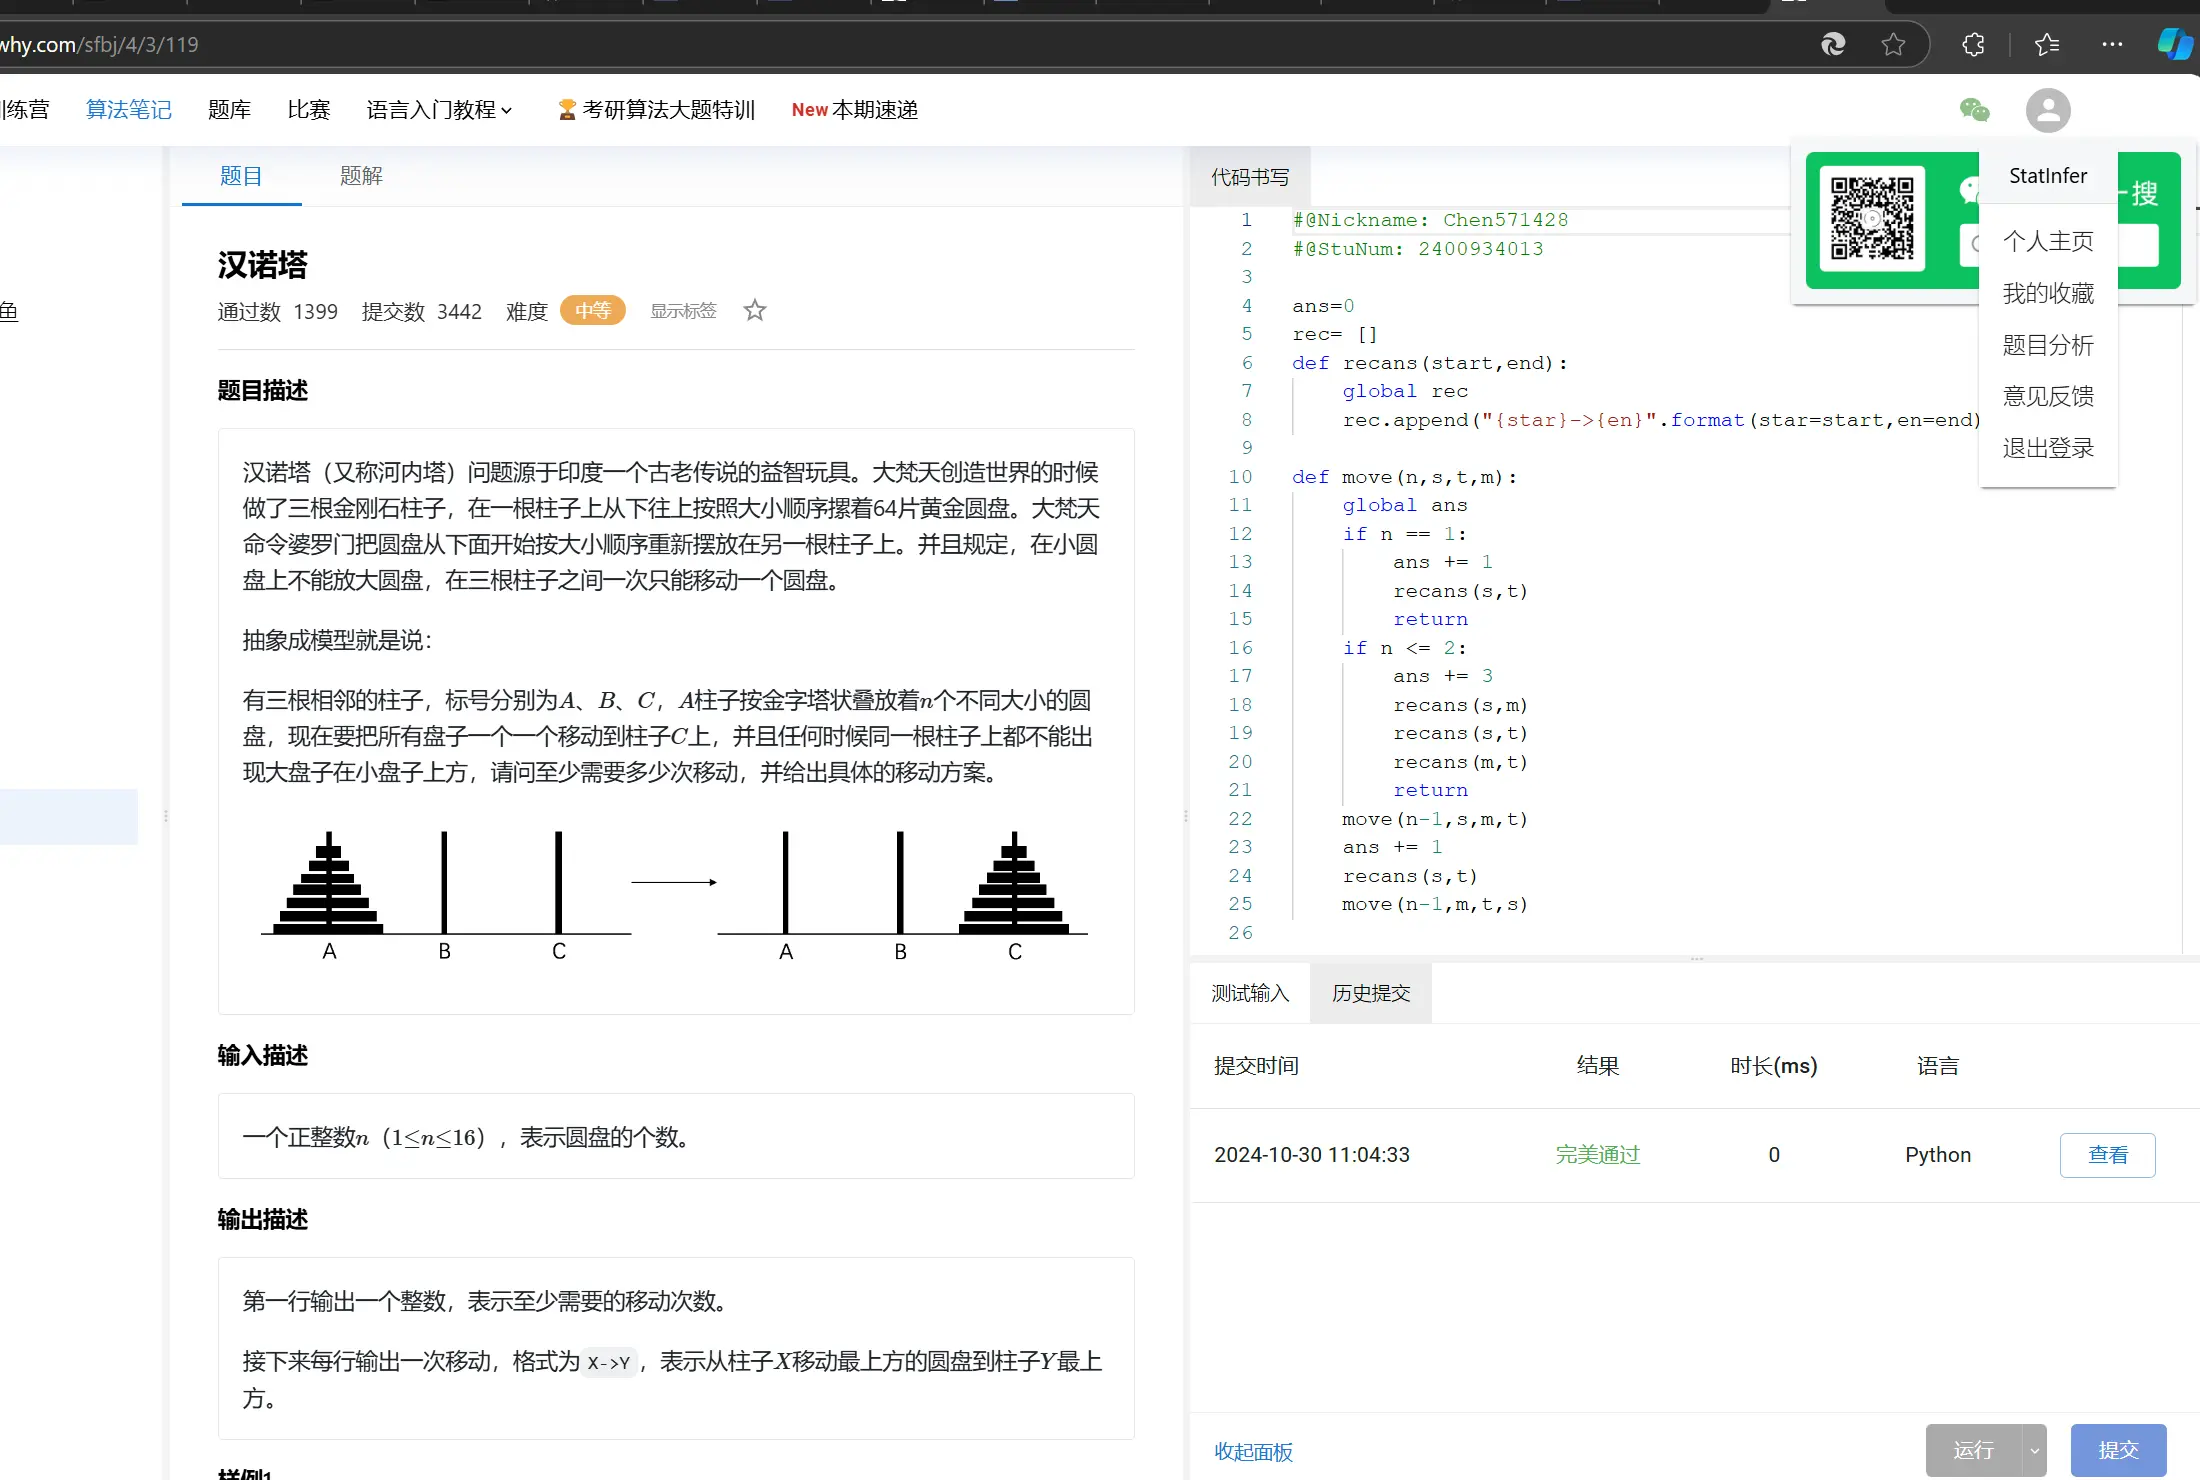 why.com/sfbj/4/3/119
训练营 算法笔记 题库 比赛 语言入门教程 考研算法大题特训 New 本期速递
题目 题解
汉诺塔
通过数 1399 提交数 3442 难度 中等 显示标签
题目描述
汉诺塔（又称河内塔）问题源于印度一个古老传说的益智玩具。大梵天创造世界的时候
做了三根金刚石柱子，在一根柱子上从下往上按照大小顺序摞着64片黄金圆盘。大梵天
命令婆罗门把圆盘从下面开始按大小顺序重新摆放在另一根柱子上。并且规定，在小圆
盘上不能放大圆盘，在三根柱子之间一次只能移动一个圆盘。
抽象成模型就是说：
有三根相邻的柱子，标号分别为A、B、C，A柱子按金字塔状叠放着n个不同大小的圆
盘，现在要把所有盘子一个一个移动到柱子C上，并且任何时候同一根柱子上都不能出
现大盘子在小盘子上方，请问至少需要多少次移动，并给出具体的移动方案。
A B C A B C
输入描述
一个正整数n（1≤n≤16），表示圆盘的个数。
输出描述
第一行输出一个整数，表示至少需要的移动次数。
接下来每行输出一次移动，格式为 X->Y ，表示从柱子X移动最上方的圆盘到柱子Y最上
方。
样例1
鱼
代码书写
1 #@Nickname: Chen571428
2 #@StuNum: 2400934013
3
4 ans=0
5 rec= []
6 def recans(start,end):
7 global rec
8 rec.append("{star}->{en}".format(star=start,en=end)
9
10 def move(n,s,t,m):
11 global ans
12 if n == 1:
13 ans += 1
14 recans(s,t)
15 return
16 if n <= 2:
17 ans += 3
18 recans(s,m)
19 recans(s,t)
20 recans(m,t)
21 return
22 move(n-1,s,m,t)
23 ans += 1
24 recans(s,t)
25 move(n-1,m,t,s)
26
一搜
StatInfer
个人主页
我的收藏
题目分析
意见反馈
退出登录
测试输入 历史提交
提交时间 结果 时长(ms) 语言
2024-10-30 11:04:33 完美通过 0 Python 查看
收起面板 运行 提交